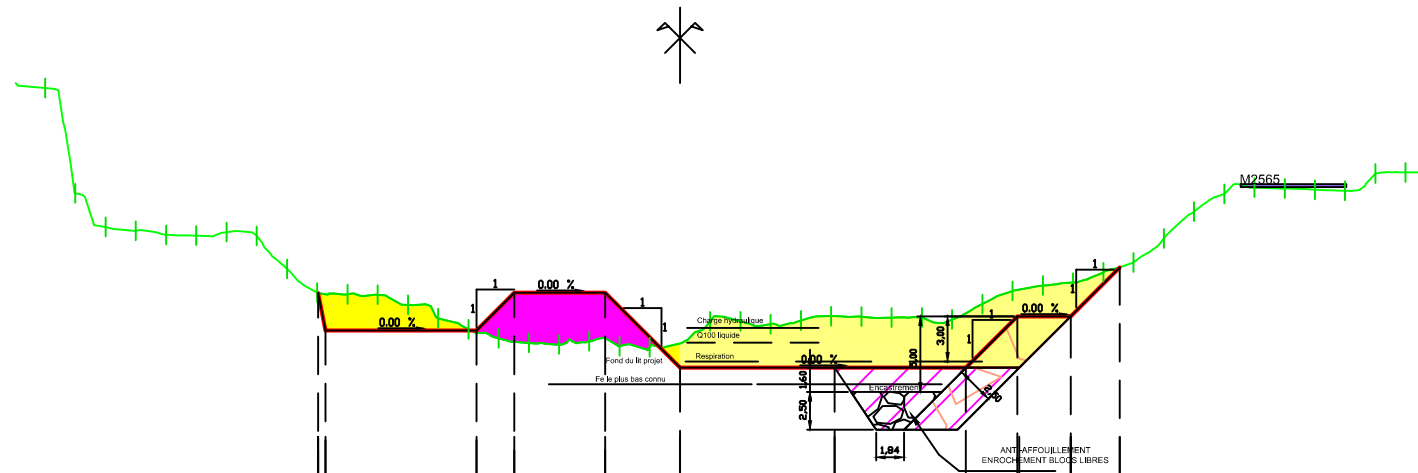 M2565
1
0.00 %
1
1
1
1
1
0.00 %
0.00 %
1
1
3,00
5,00
Charge hydraulique
Q100 liquide
Respiration
Fond du lit projet
0.00 %
Fe le plus bas connu
1,60
Encastrement
2,50
1,84
ANTI-AFFOUILLEMENT
ENROCHEMENT BLOCS LIBRES